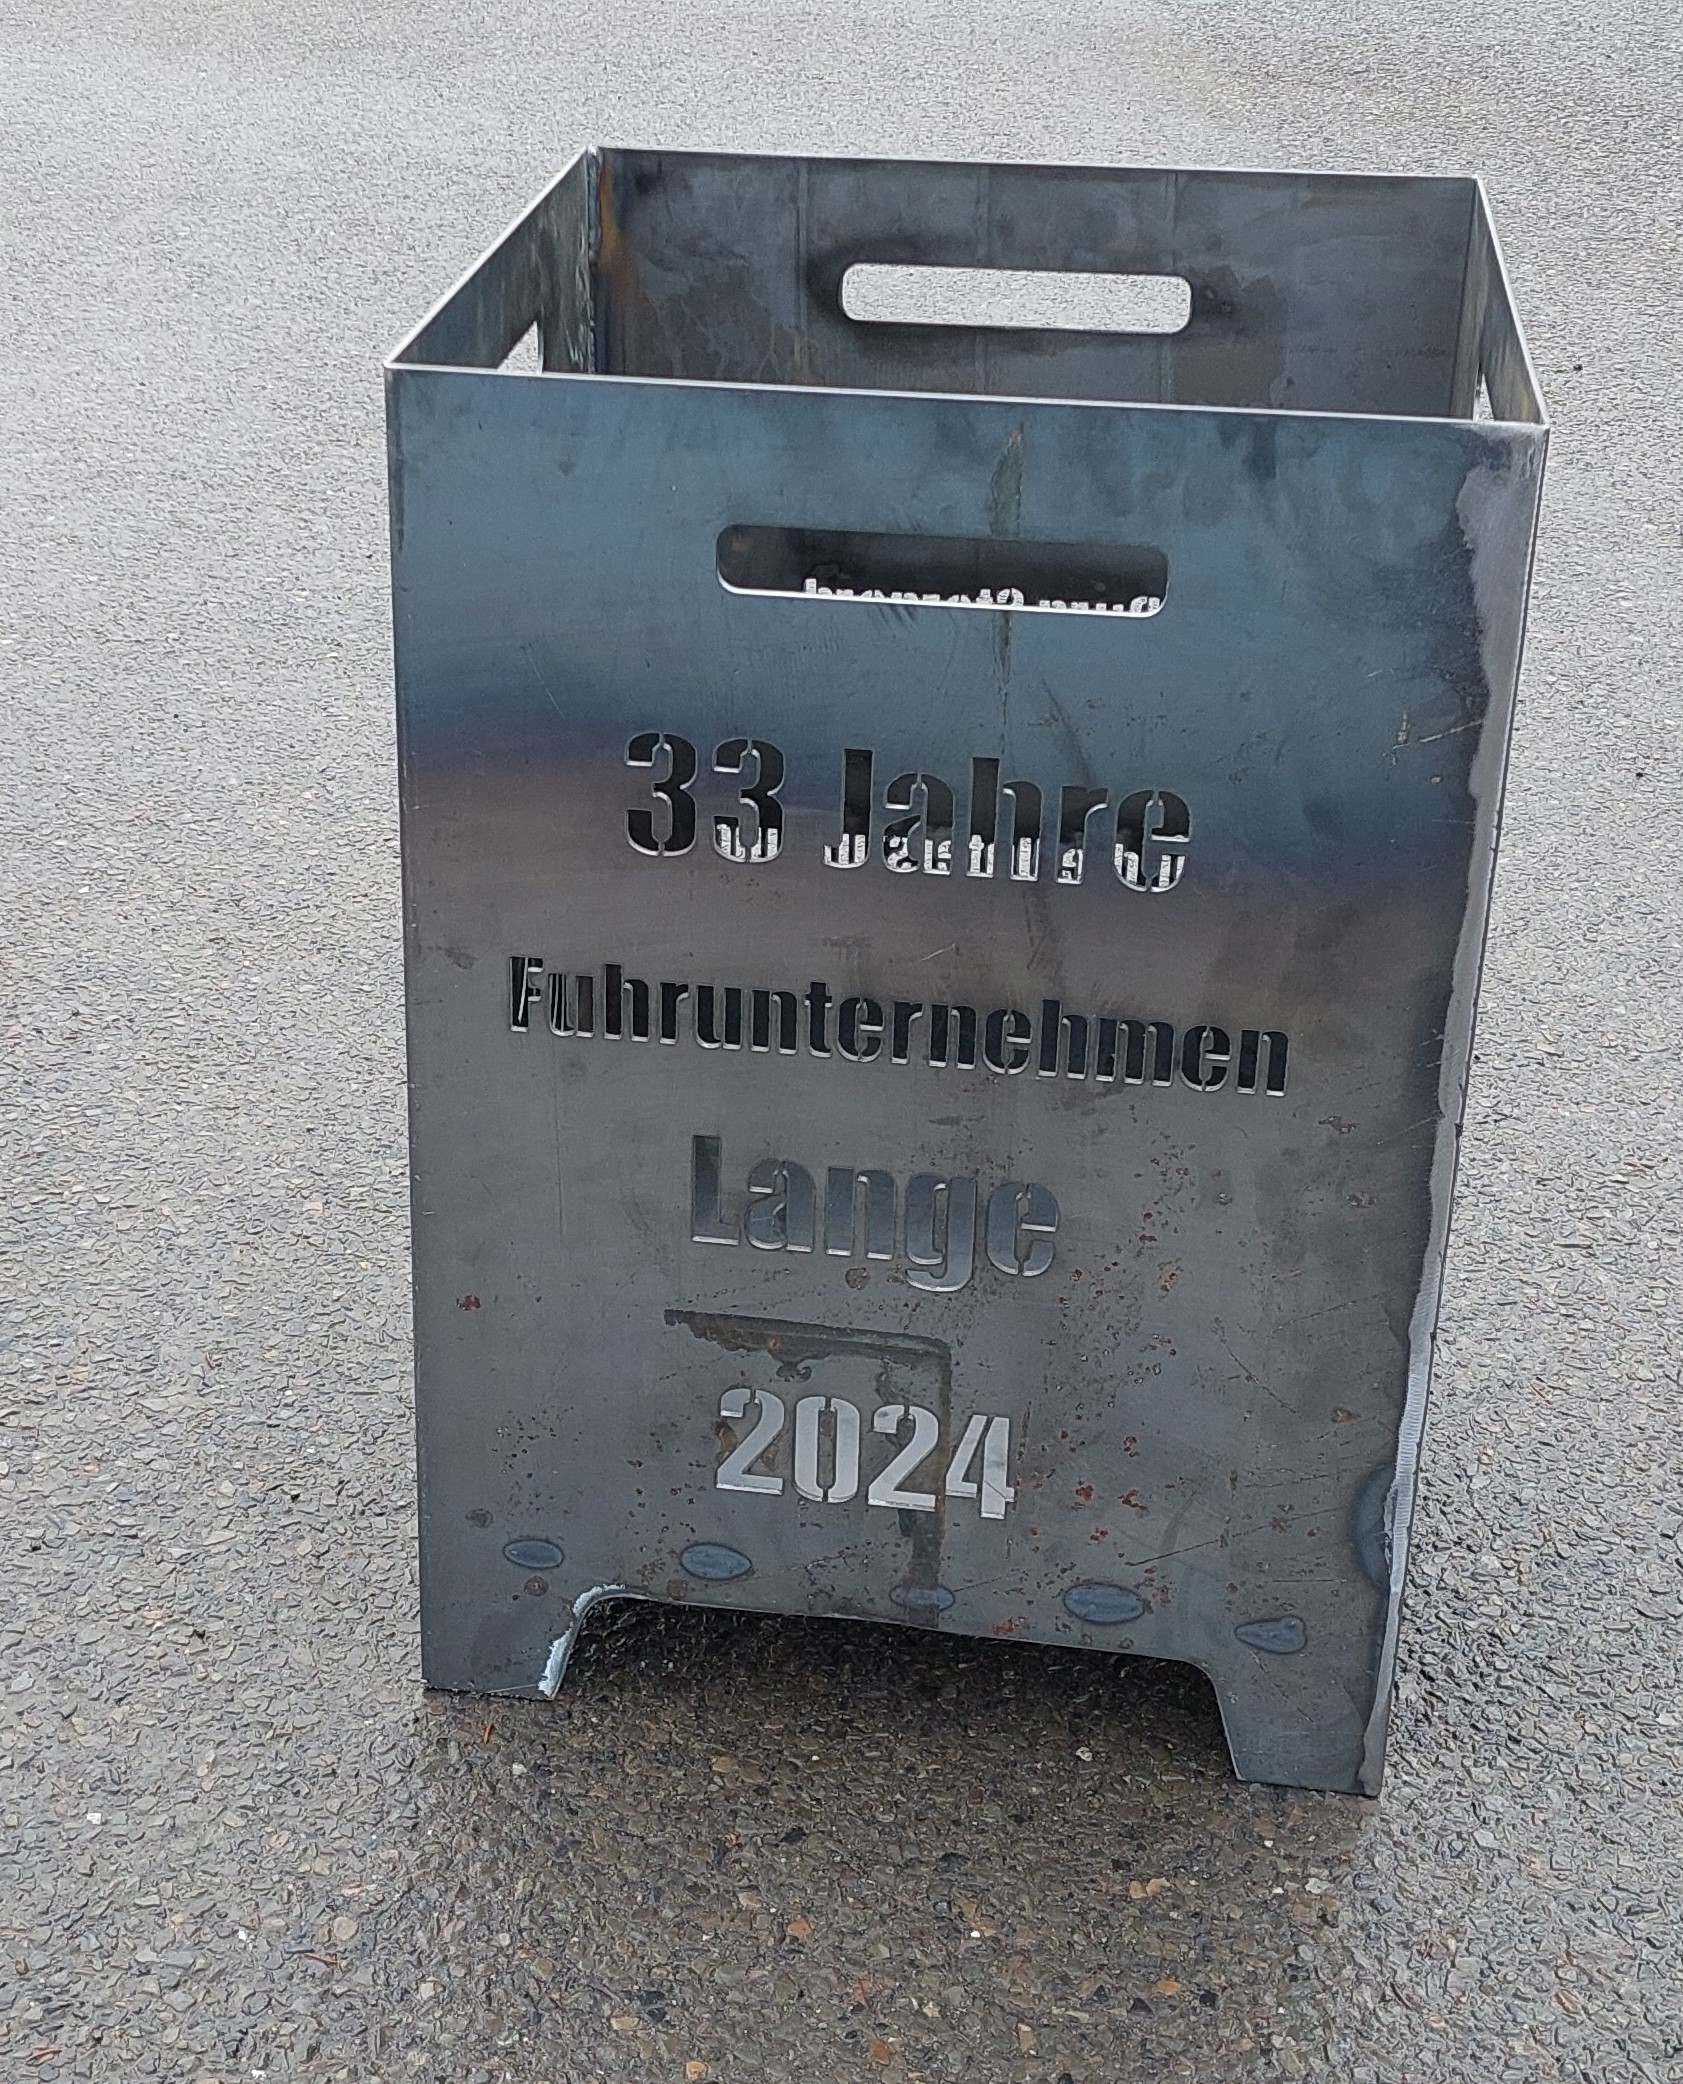 33 Jahre
Fuhrunternehmen
Lange
2024